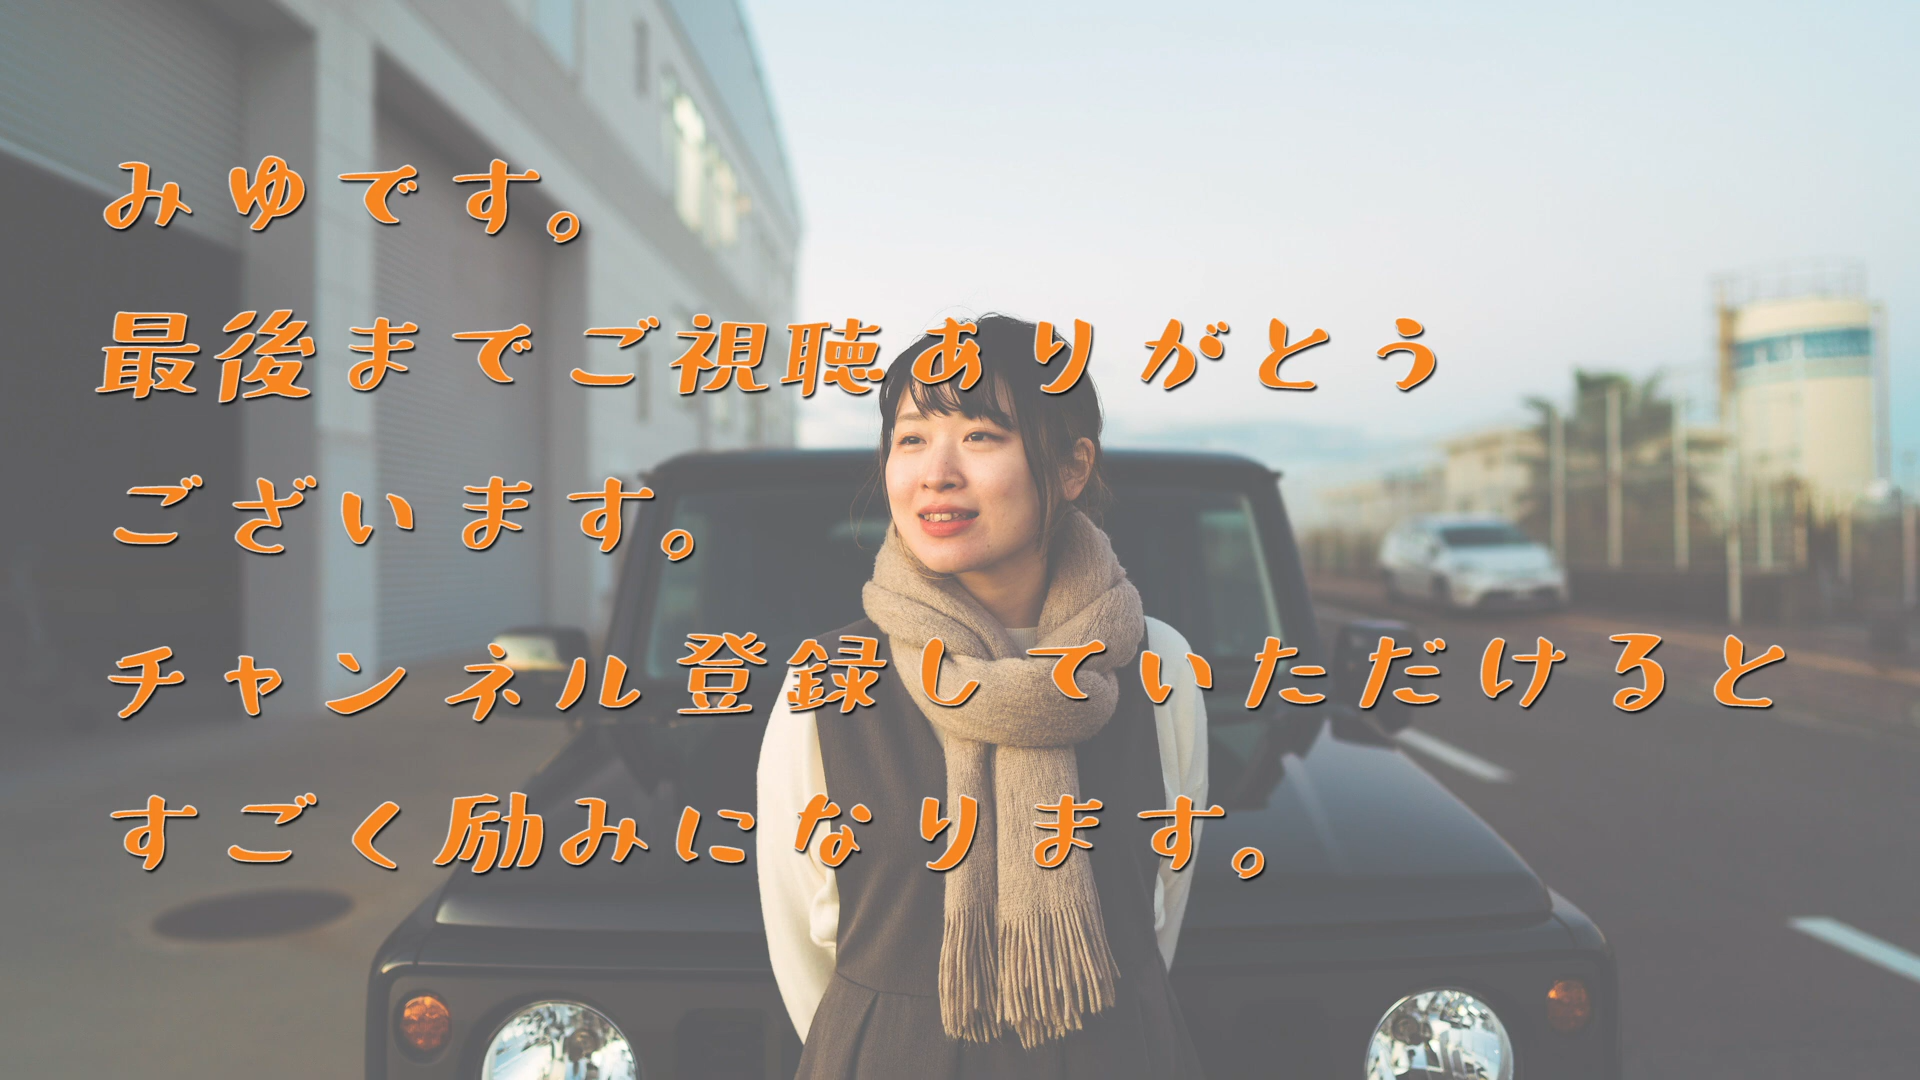 みゆです。
最後までご視聴ありがとう
ございます。
チャンネル登録していただけると
すごく励みになります。